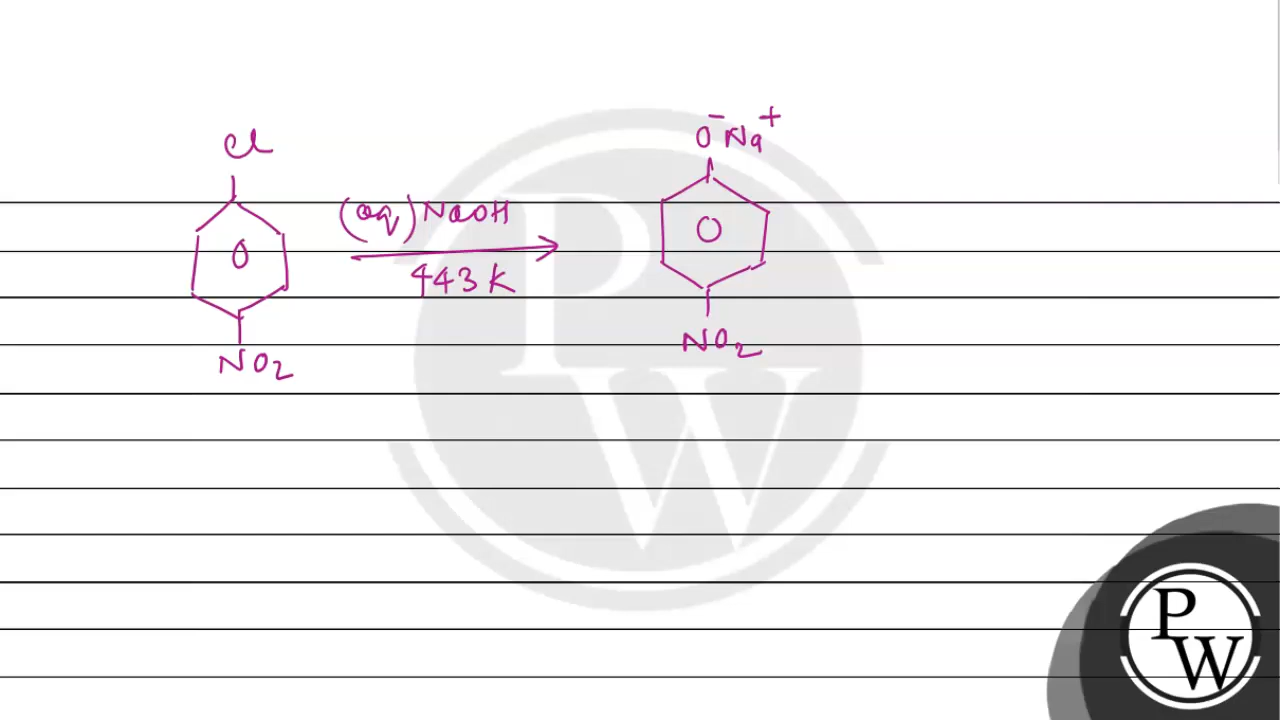 Cl
NO2
(aq) NaOH
443 K
O⁻ Na⁺
NO2
P
W
P
W